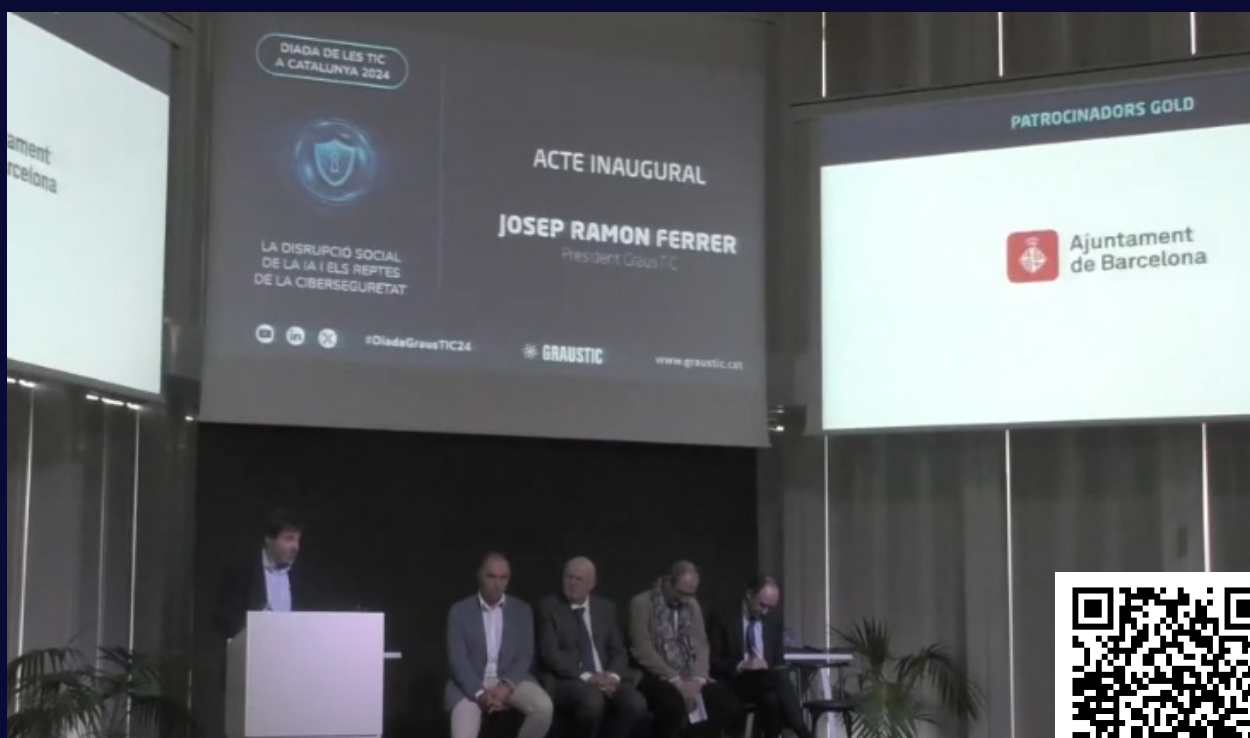 ament
rcelona
DIADA DE LES TIC
A CATALUNYA 2024
LA DISRUPCIÓ SOCIAL
DE LA IA I ELS REPTES
DE LA CIBERSEGURETAT
ACTE INAUGURAL
JOSEP RAMON FERRER
President GrausTIC
#DiadaGrausTIC24
GRAUSTIC
www.graustic.cat
PATROCINADORS GOLD
Ajuntament
de Barcelona